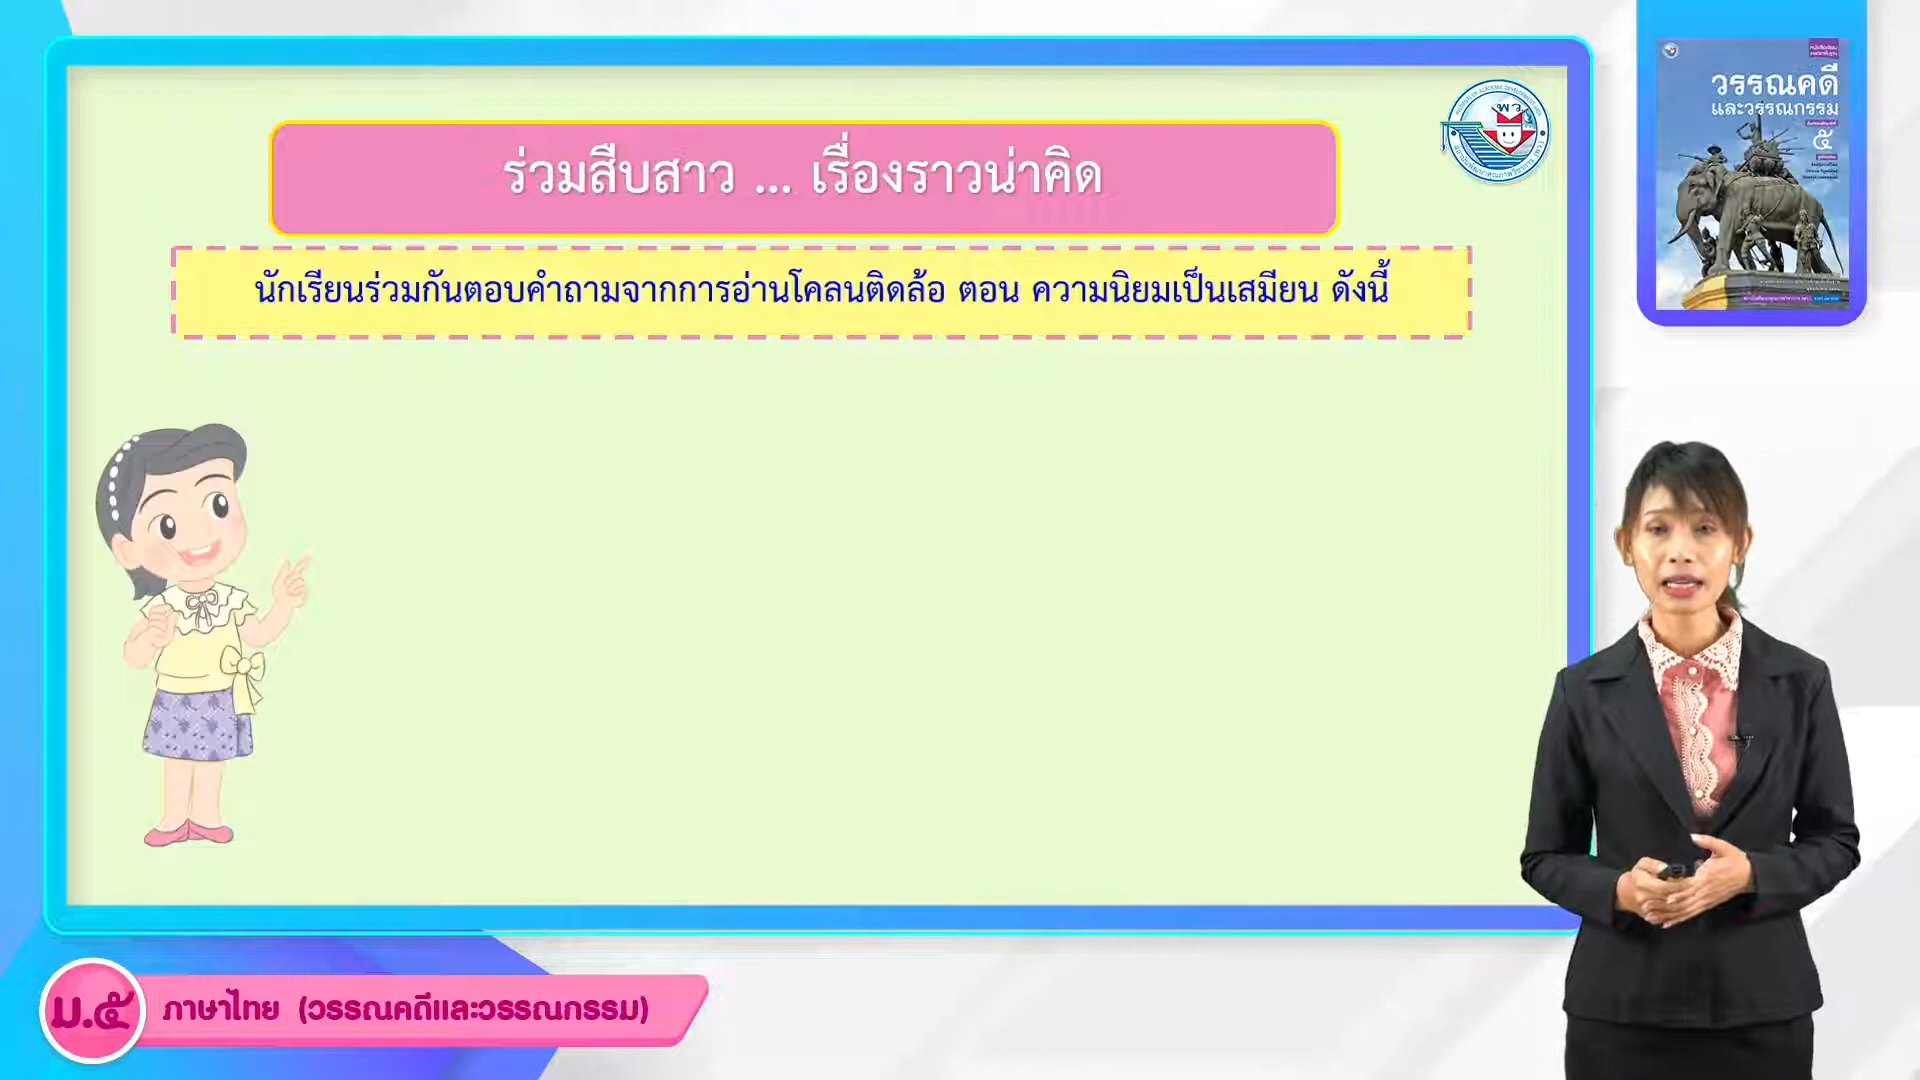 ร่วมสืบสาว ... เรื่องราวน่าคิด
นักเรียนร่วมกันตอบคำถามจากการอ่านโคลนติดล้อ ตอน ความนิยมเป็นเสมียน ดังนี้
พว.
วรรณคดี
และวรรณกรรม
๕
ม.๕ ภาษาไทย (วรรณคดีและวรรณกรรม)